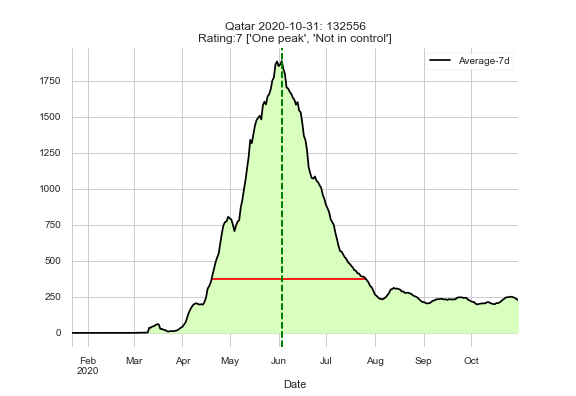 Qatar 2020-10-31: 132556
Rating:7 ['One peak', 'Not in control']
Average-7d
1750
1500
1250
1000
750
500
250
0
Feb Mar Apr May Jun Jul Aug Sep Oct
2020
Date